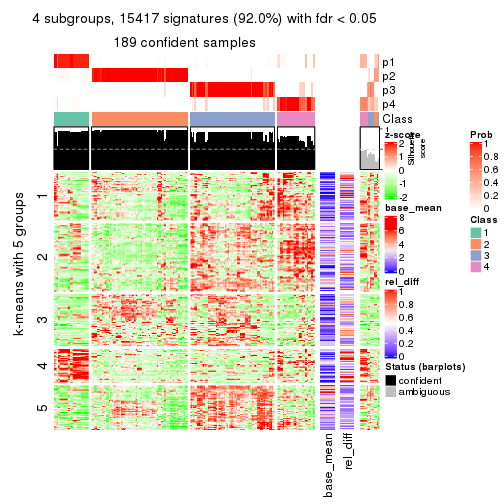 4 subgroups, 15417 signatures (92.0%) with fdr < 0.05
189 confident samples
p1
p2
p3
p4
Class
1
Silhouette
score
k-means with 5 groups
1
2
3
4
5
base_mean
rel_diff
z-score
2
1
0
-1
-2
base_mean
8
6
4
2
0
rel_diff
1
0.8
0.6
0.4
0.2
0
Status (barplots)
confident
ambiguous
Prob
1
0.8
0.6
0.4
0.2
0
Class
1
2
3
4